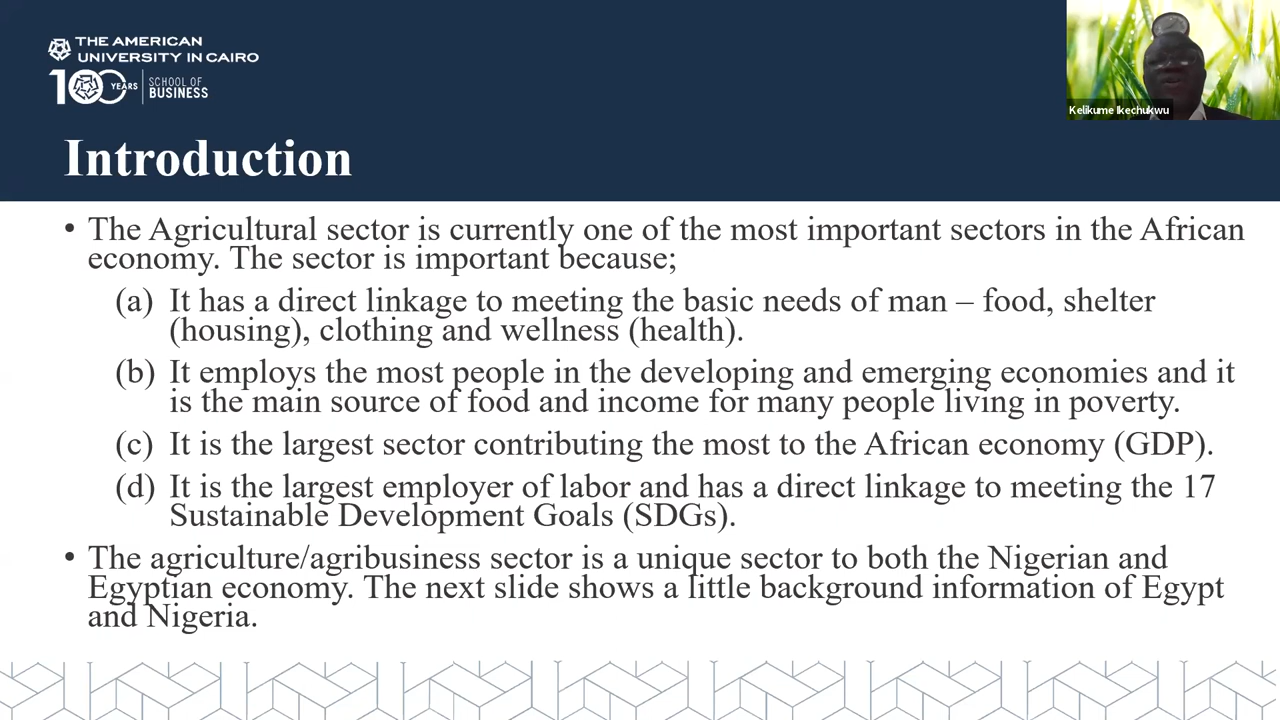 THE AMERICAN
UNIVERSITY IN CAIRO
100 YEARS
SCHOOL OF
BUSINESS
Kelikume Ikechukwu
Introduction
• The Agricultural sector is currently one of the most important sectors in the African
economy. The sector is important because;
(a) It has a direct linkage to meeting the basic needs of man – food, shelter
(housing), clothing and wellness (health).
(b) It employs the most people in the developing and emerging economies and it
is the main source of food and income for many people living in poverty.
(c) It is the largest sector contributing the most to the African economy (GDP).
(d) It is the largest employer of labor and has a direct linkage to meeting the 17
Sustainable Development Goals (SDGs).
• The agriculture/agribusiness sector is a unique sector to both the Nigerian and
Egyptian economy. The next slide shows a little background information of Egypt
and Nigeria.